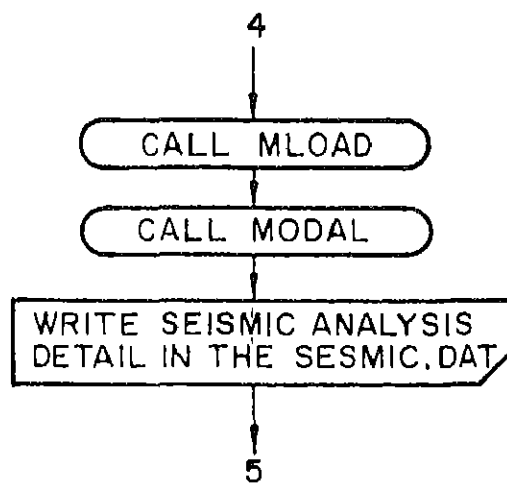 4
CALL MLOAD
CALL MODAL
WRITE SEISMIC ANALYSIS
DETAIL IN THE SESMIC.DAT
5